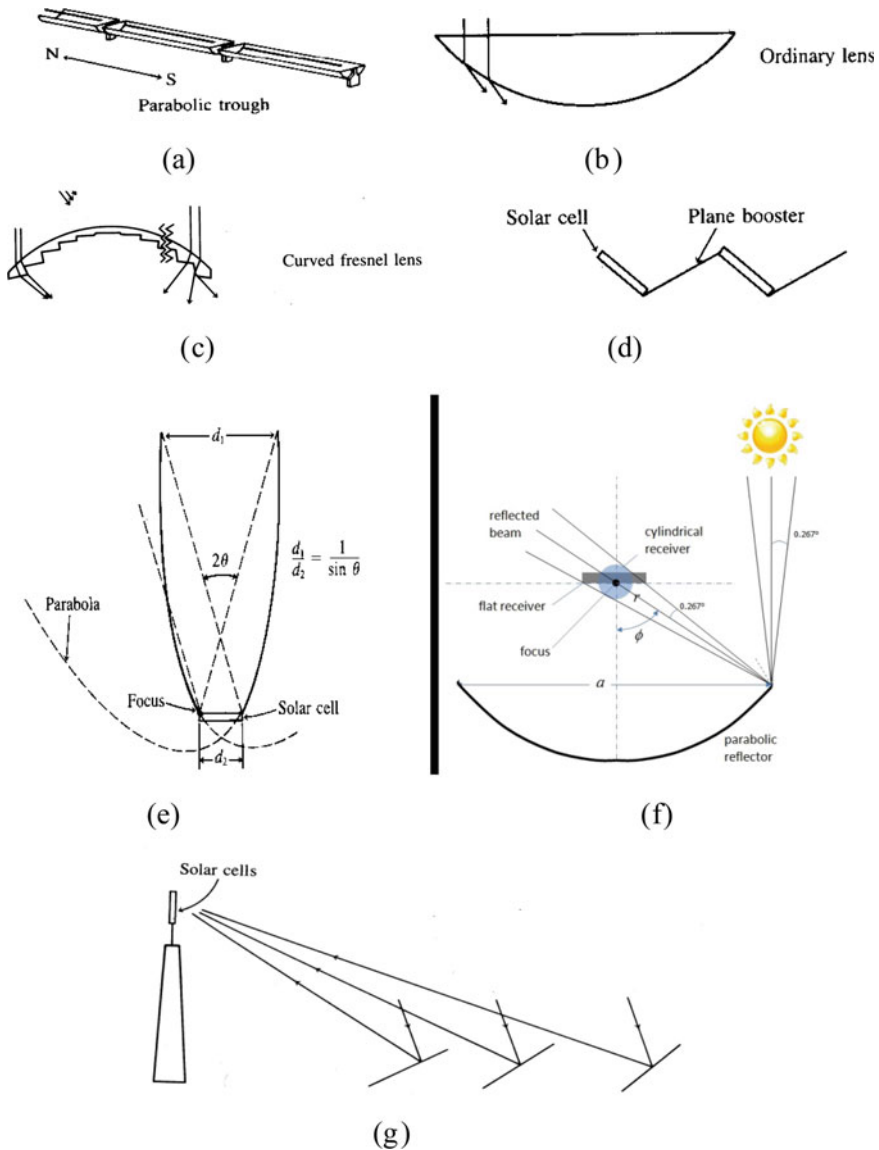 N
S
Parabolic trough
(a)
Ordinary lens
(b)
Curved fresnel lens
(c)
Solar cell
Plane booster
(d)
d₁
2θ
d₁/d₂ = 1/sin θ
Parabola
Focus
Solar cell
d₂
(e)
reflected
beam
cylindrical
receiver
0.267°
flat receiver
r
0.267°
focus
ϕ
a
parabolic
reflector
(f)
Solar cells
(g)